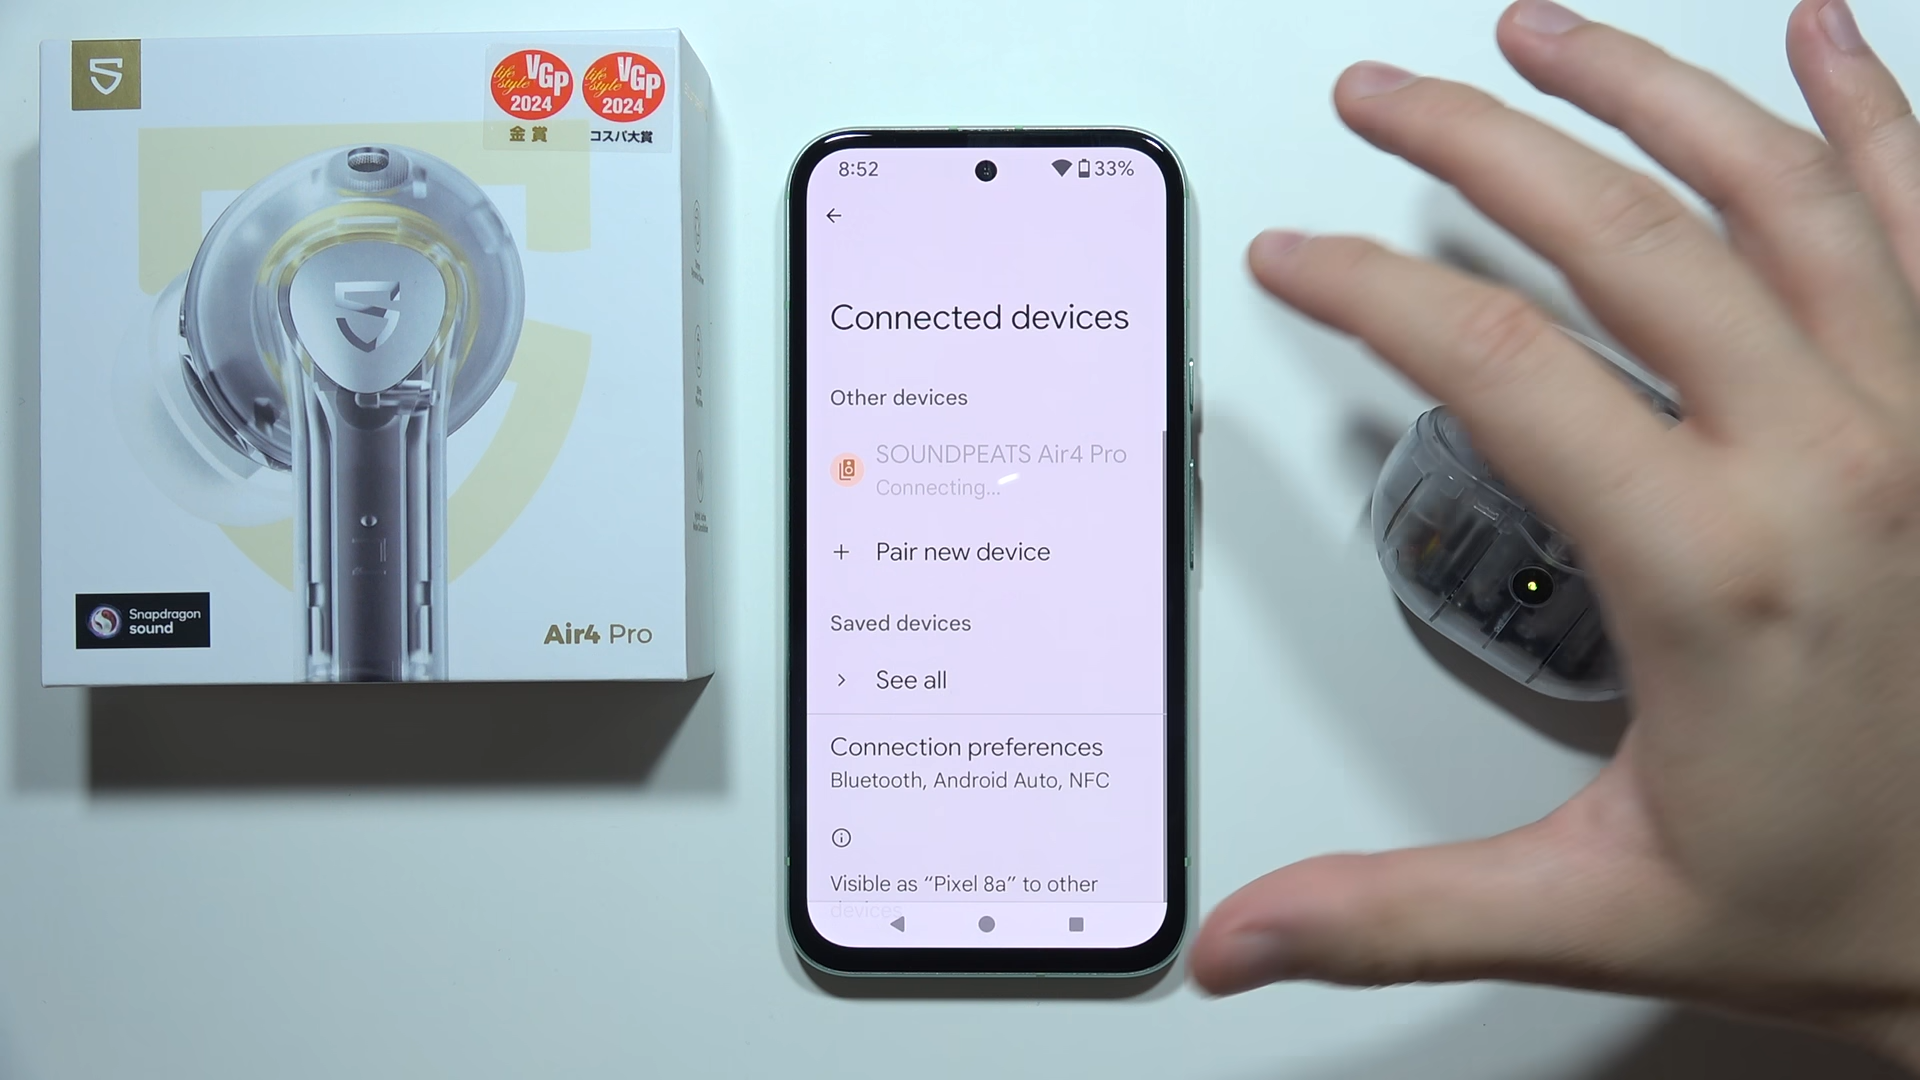 life style VGP 2024
金賞
life style VGP 2024
コスパ大賞
Snapdragon
sound
Air4 Pro
8:52
33%
Connected devices
Other devices
SOUNDPEATS Air4 Pro
Connecting...
+ Pair new device
Saved devices
> See all
Connection preferences
Bluetooth, Android Auto, NFC
Visible as “Pixel 8a” to other
devices